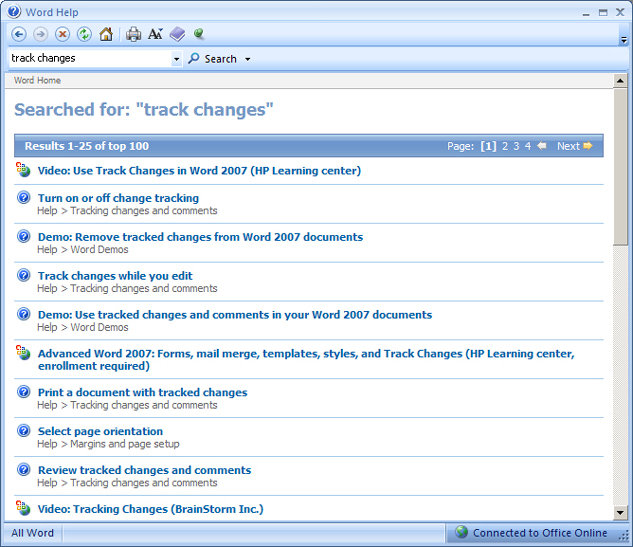 Word Help
track changes
Search
Word Home
Searched for: "track changes"
Results 1-25 of top 100 Page: [1] 2 3 4 Next
Video: Use Track Changes in Word 2007 (HP Learning center)
Turn on or off change tracking
Help > Tracking changes and comments
Demo: Remove tracked changes from Word 2007 documents
Help > Word Demos
Track changes while you edit
Help > Tracking changes and comments
Demo: Use tracked changes and comments in your Word 2007 documents
Help > Word Demos
Advanced Word 2007: Forms, mail merge, templates, styles, and Track Changes (HP Learning center,
enrollment required)
Print a document with tracked changes
Help > Tracking changes and comments
Select page orientation
Help > Margins and page setup
Review tracked changes and comments
Help > Tracking changes and comments
Video: Tracking Changes (BrainStorm Inc.)
All Word Connected to Office Online